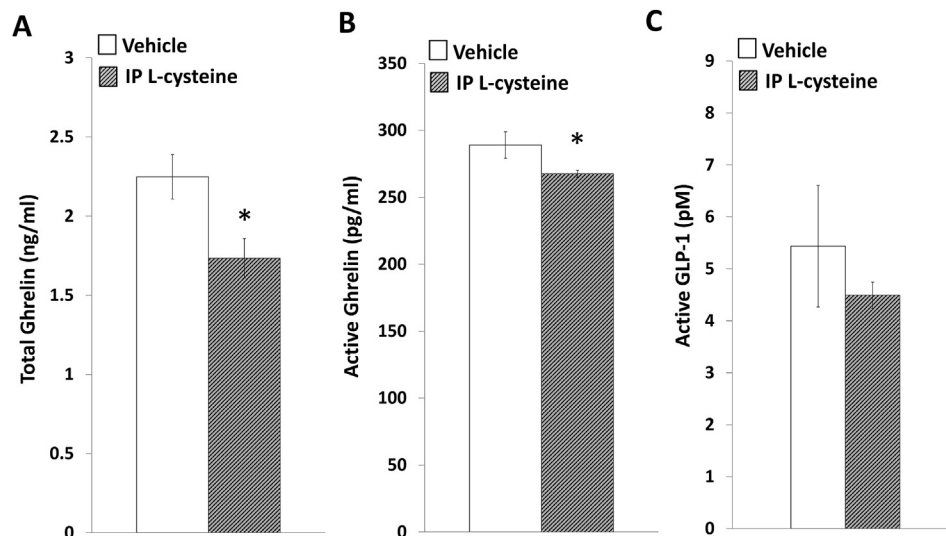 A
Vehicle
IP L-cysteine
3
2.5
2
1.5
1
0.5
0
Total Ghrelin (ng/ml)
*
B
Vehicle
IP L-cysteine
350
300
250
200
150
100
50
0
Active Ghrelin (pg/ml)
*
C
Vehicle
IP L-cysteine
9
8
7
6
5
4
3
2
1
0
Active GLP-1 (pM)